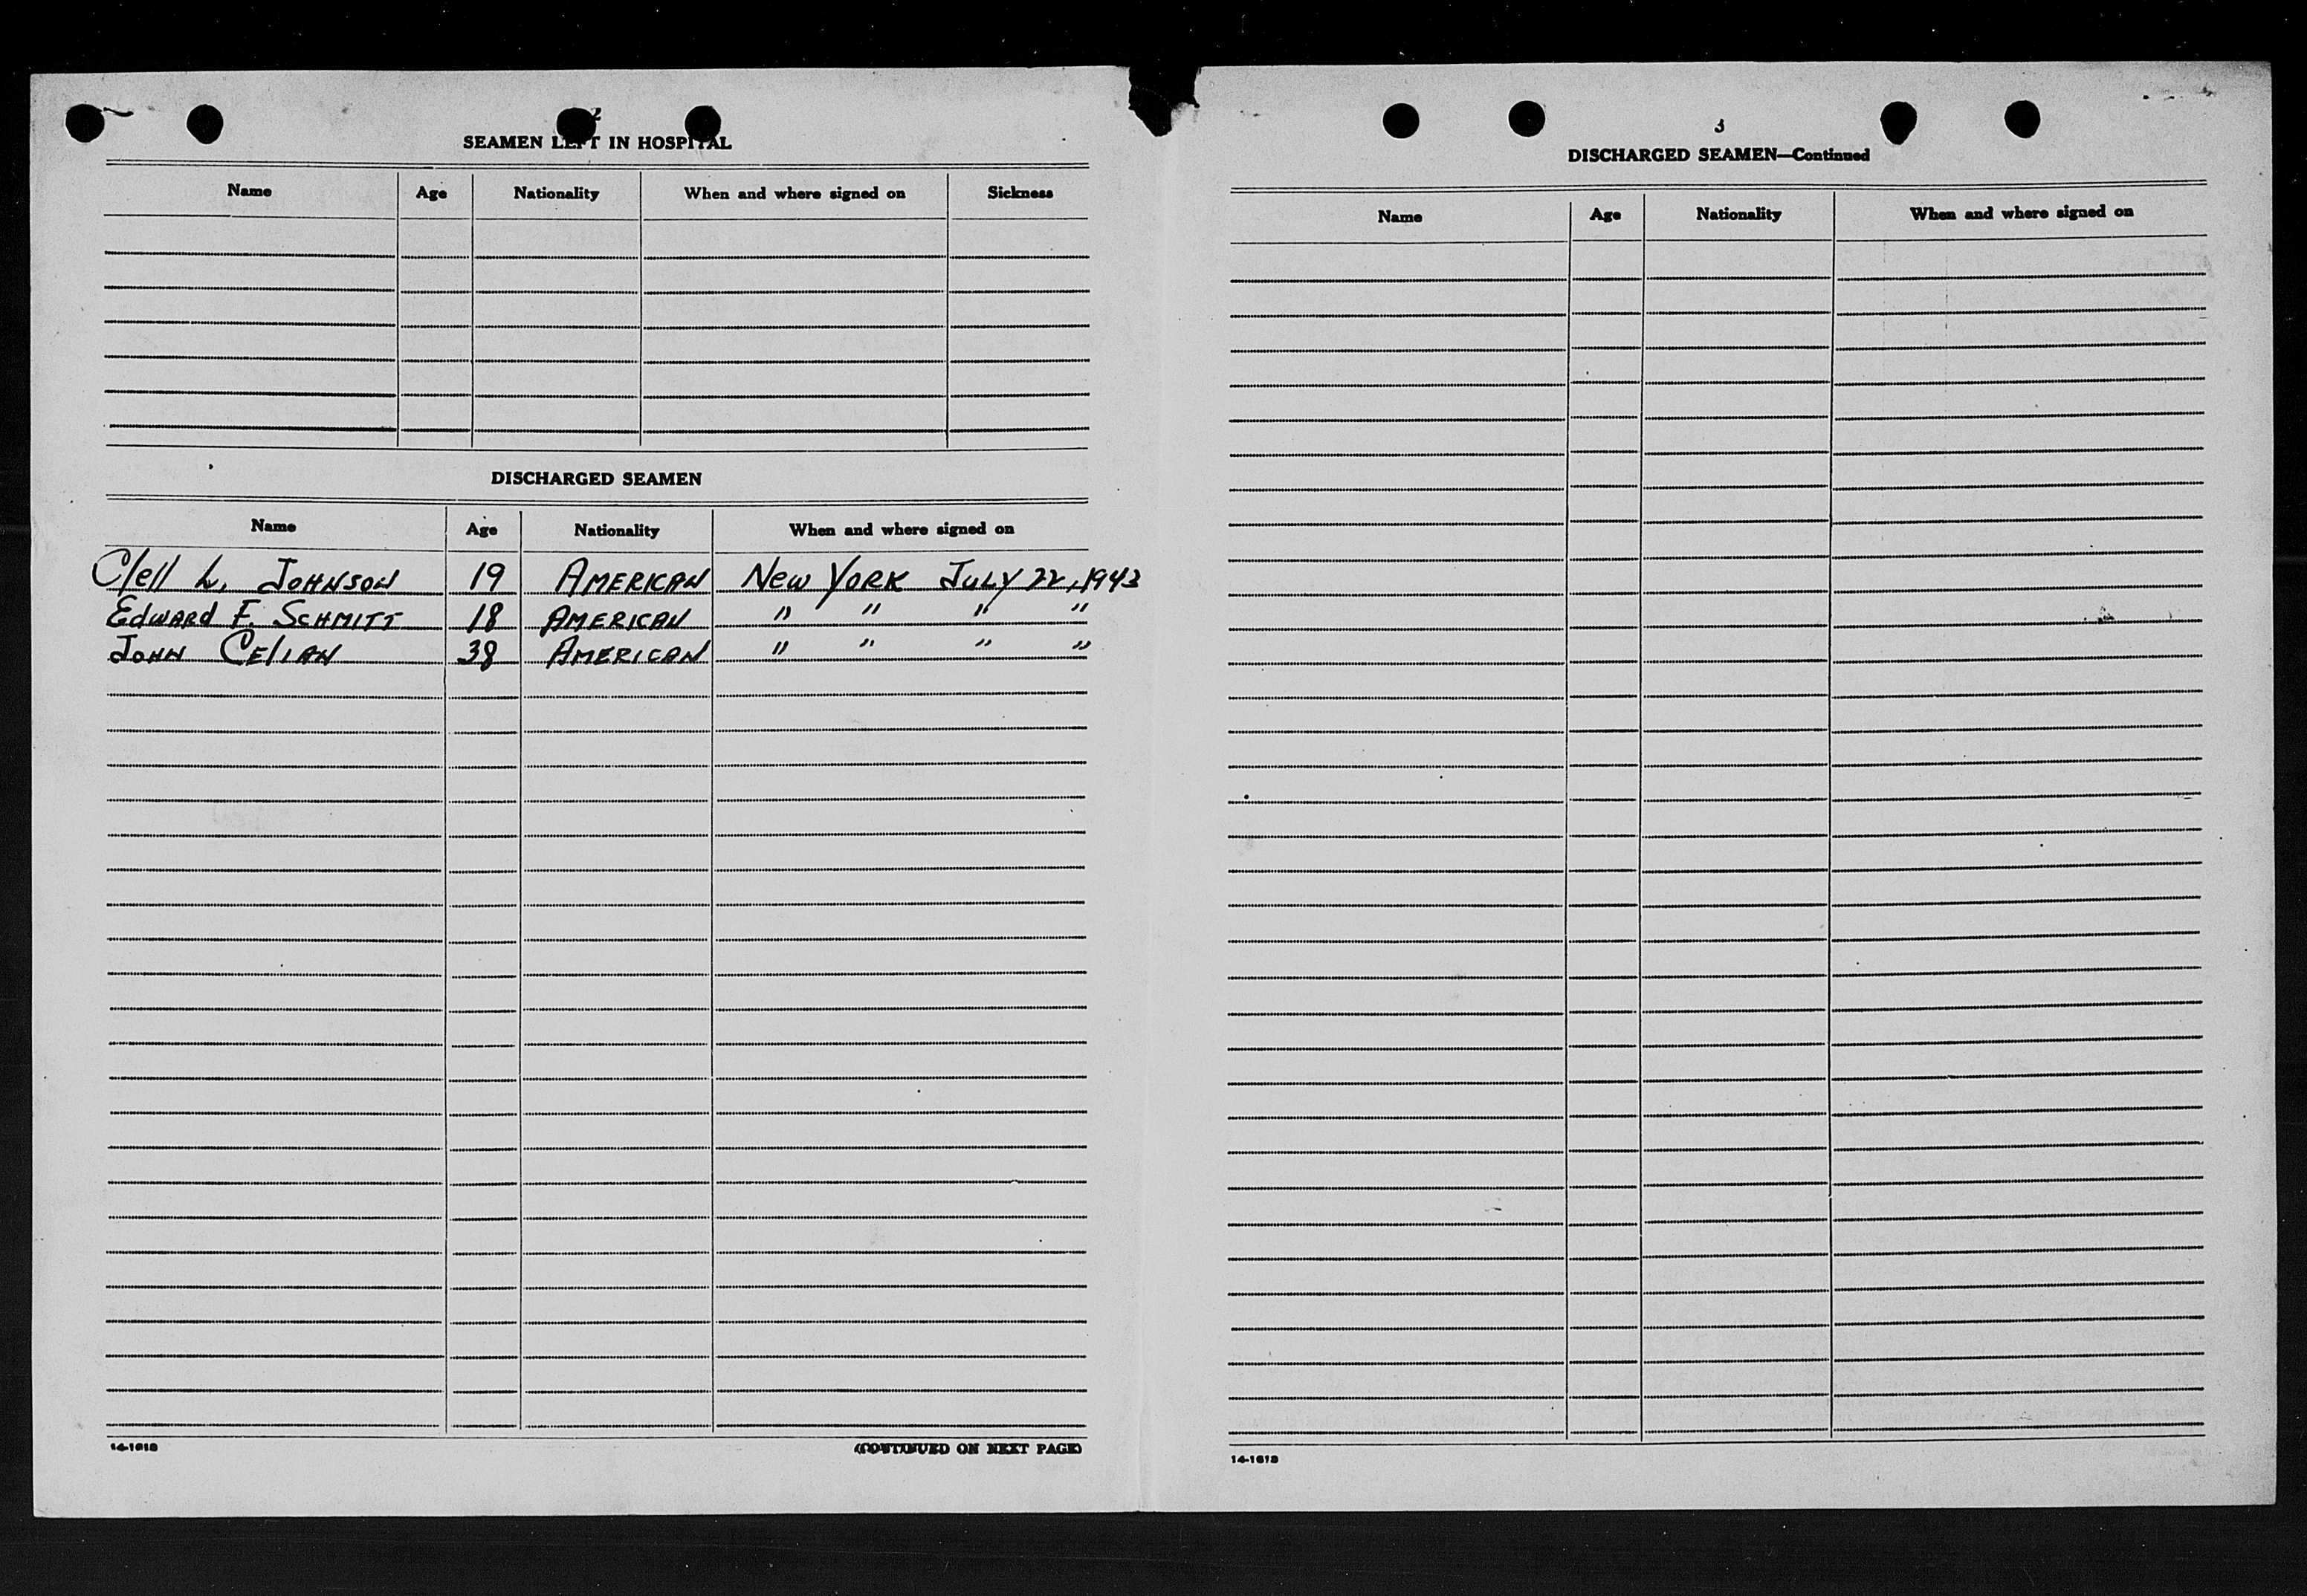 2
SEAMEN LEFT IN HOSPITAL
Name Age Nationality When and where signed on Sickness
DISCHARGED SEAMEN
Name Age Nationality When and where signed on
Clell L. JOHNSON 19 AMERICAN New YORK JULY 22, 1943
EdWARd F. SCHMITT 18 AMERICAN " " " "
JOHN CELIAN 38 AMERICAN " " " "
14-1613
(CONTINUED ON NEXT PAGE)
3
DISCHARGED SEAMEN—Continued
Name Age Nationality When and where signed on
14-1613